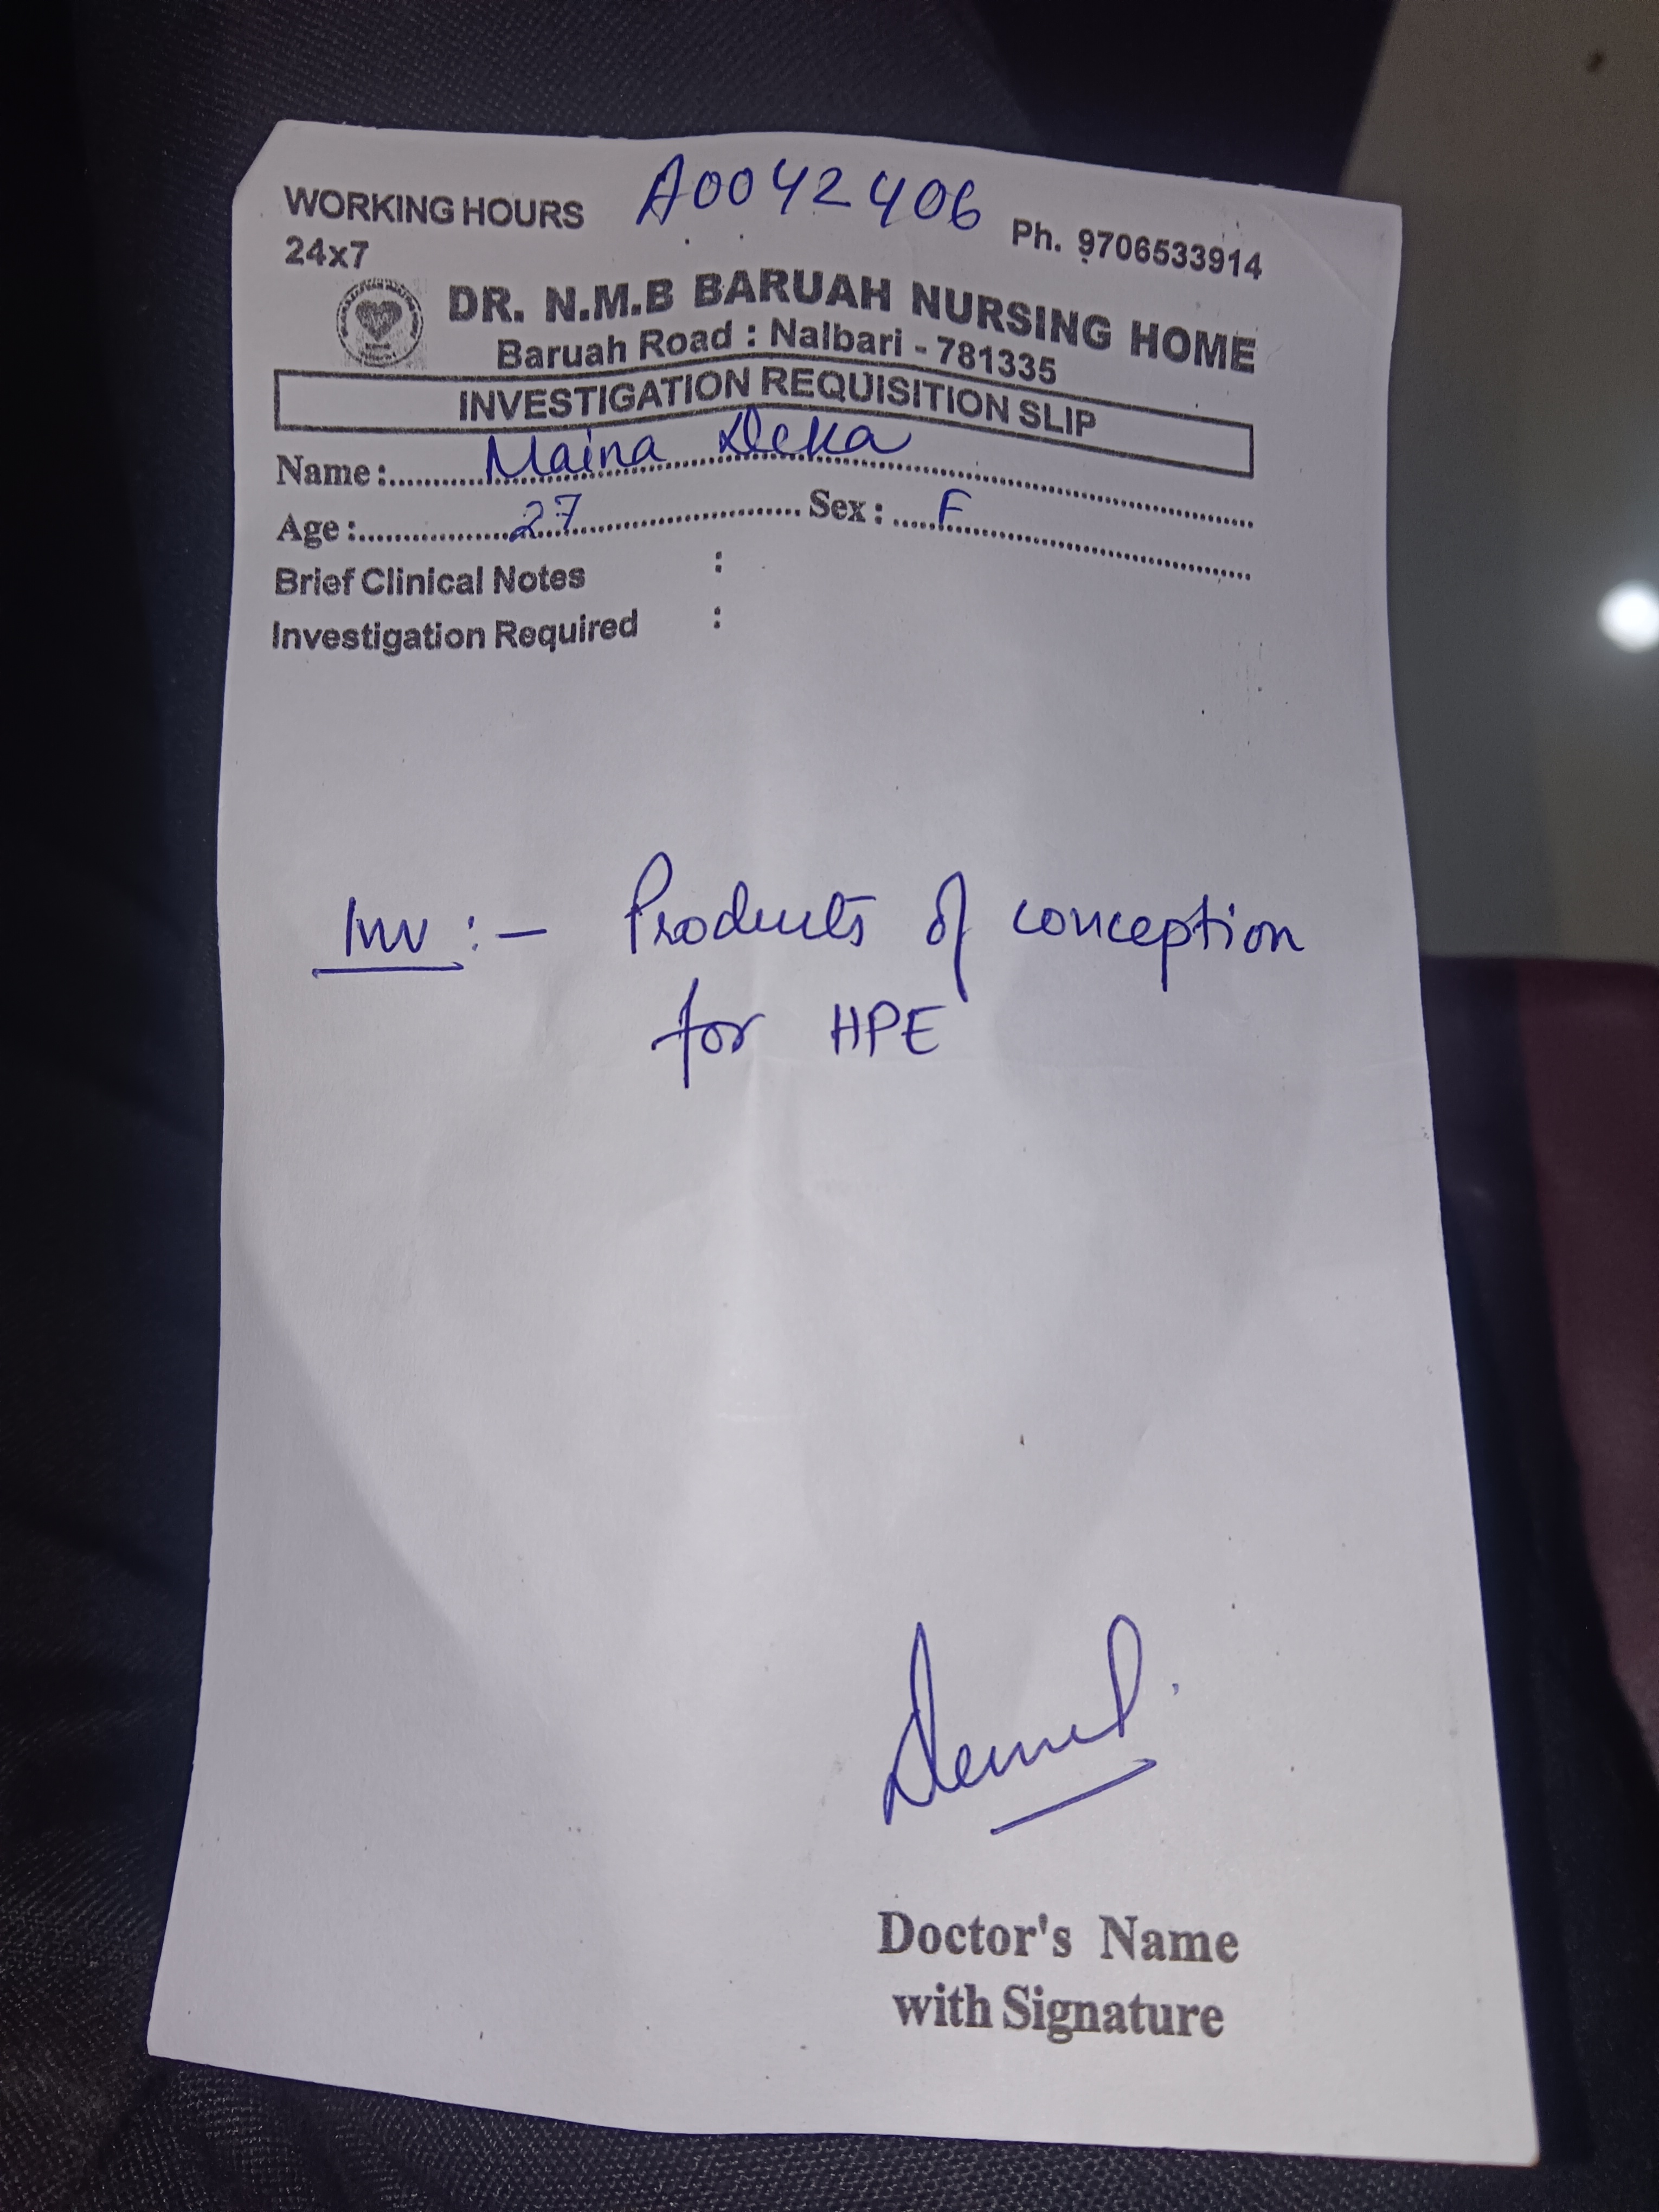 WORKING HOURS A0042406 Ph. 9706533914
24x7
DR. N.M.B BARUAH NURSING HOME
Baruah Road : Nalbari - 781335
INVESTIGATION REQUISITION SLIP
Name : Maina Deka
Age : 27 Sex : F
Brief Clinical Notes :
Investigation Required :
Inv :- Products of conception
for HPE
Doctor's Name
with Signature